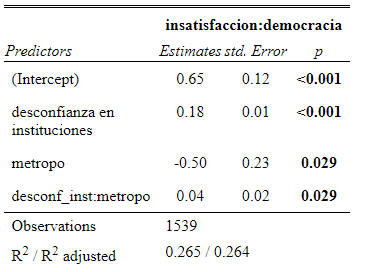 insatisfaccion:democracia
Predictors Estimates std. Error p
(Intercept) 0.65 0.12 <0.001
desconfianza en 0.18 0.01 <0.001
instituciones
metropo -0.50 0.23 0.029
desconf_inst:metropo 0.04 0.02 0.029
Observations 1539
R2 / R2 adjusted 0.265 / 0.264